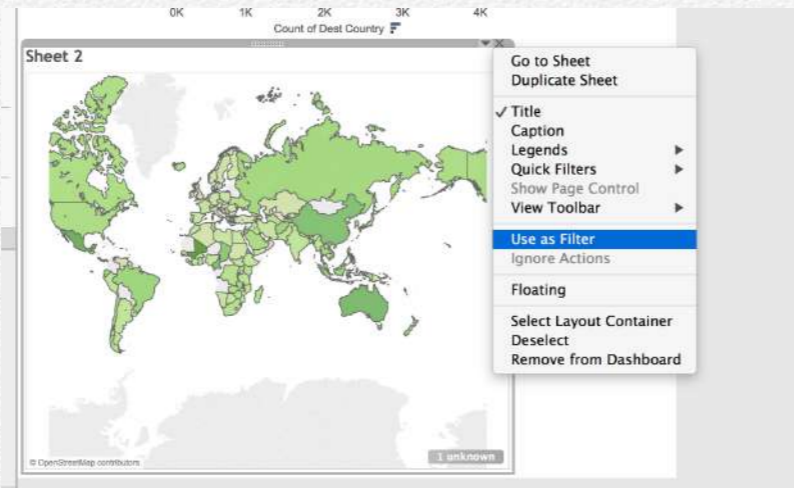 0K 1K 2K 3K 4K
Count of Dest Country
Sheet 2
Go to Sheet
Duplicate Sheet
✓ Title
Caption
Legends ▶
Quick Filters ▶
Show Page Control
View Toolbar ▶
Use as Filter
Ignore Actions
Floating
Select Layout Container
Deselect
Remove from Dashboard
© OpenStreetMap contributors
1 unknown